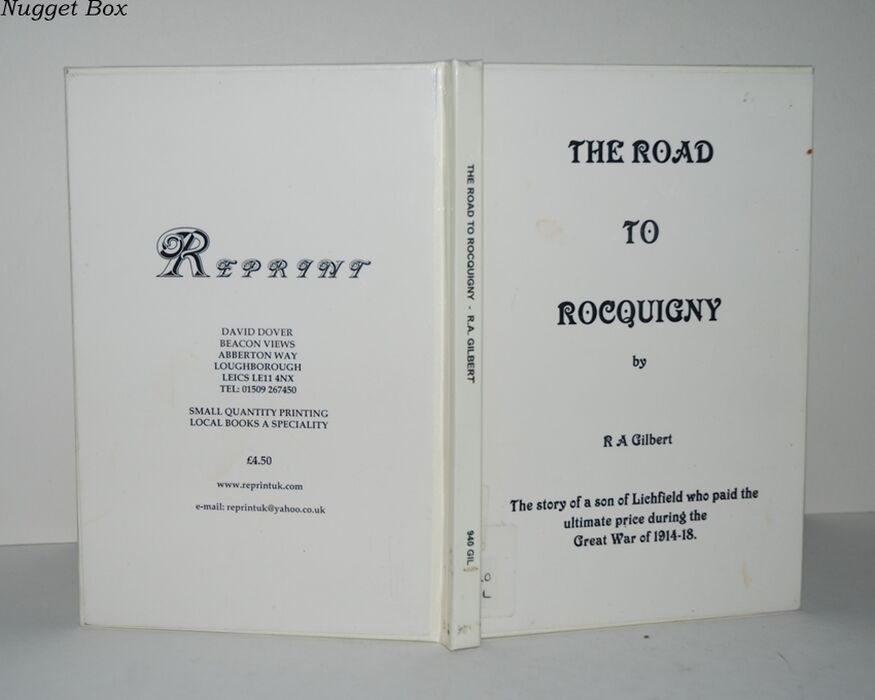 Nugget Box
REPRINT
DAVID DOVER
BEACON VIEWS
ABBERTON WAY
LOUGHBOROUGH
LEICS LE11 4NX
TEL: 01509 267450
SMALL QUANTITY PRINTING
LOCAL BOOKS A SPECIALITY
£4.50
www.reprintuk.com
e-mail: reprintuk@yahoo.co.uk
THE ROAD TO ROCQUIGNY - R.A. GILBERT
940 GIL
THE ROAD
TO
ROCQUIGNY
by
R A Gilbert
The story of a son of Lichfield who paid the
ultimate price during the
Great War of 1914-18.